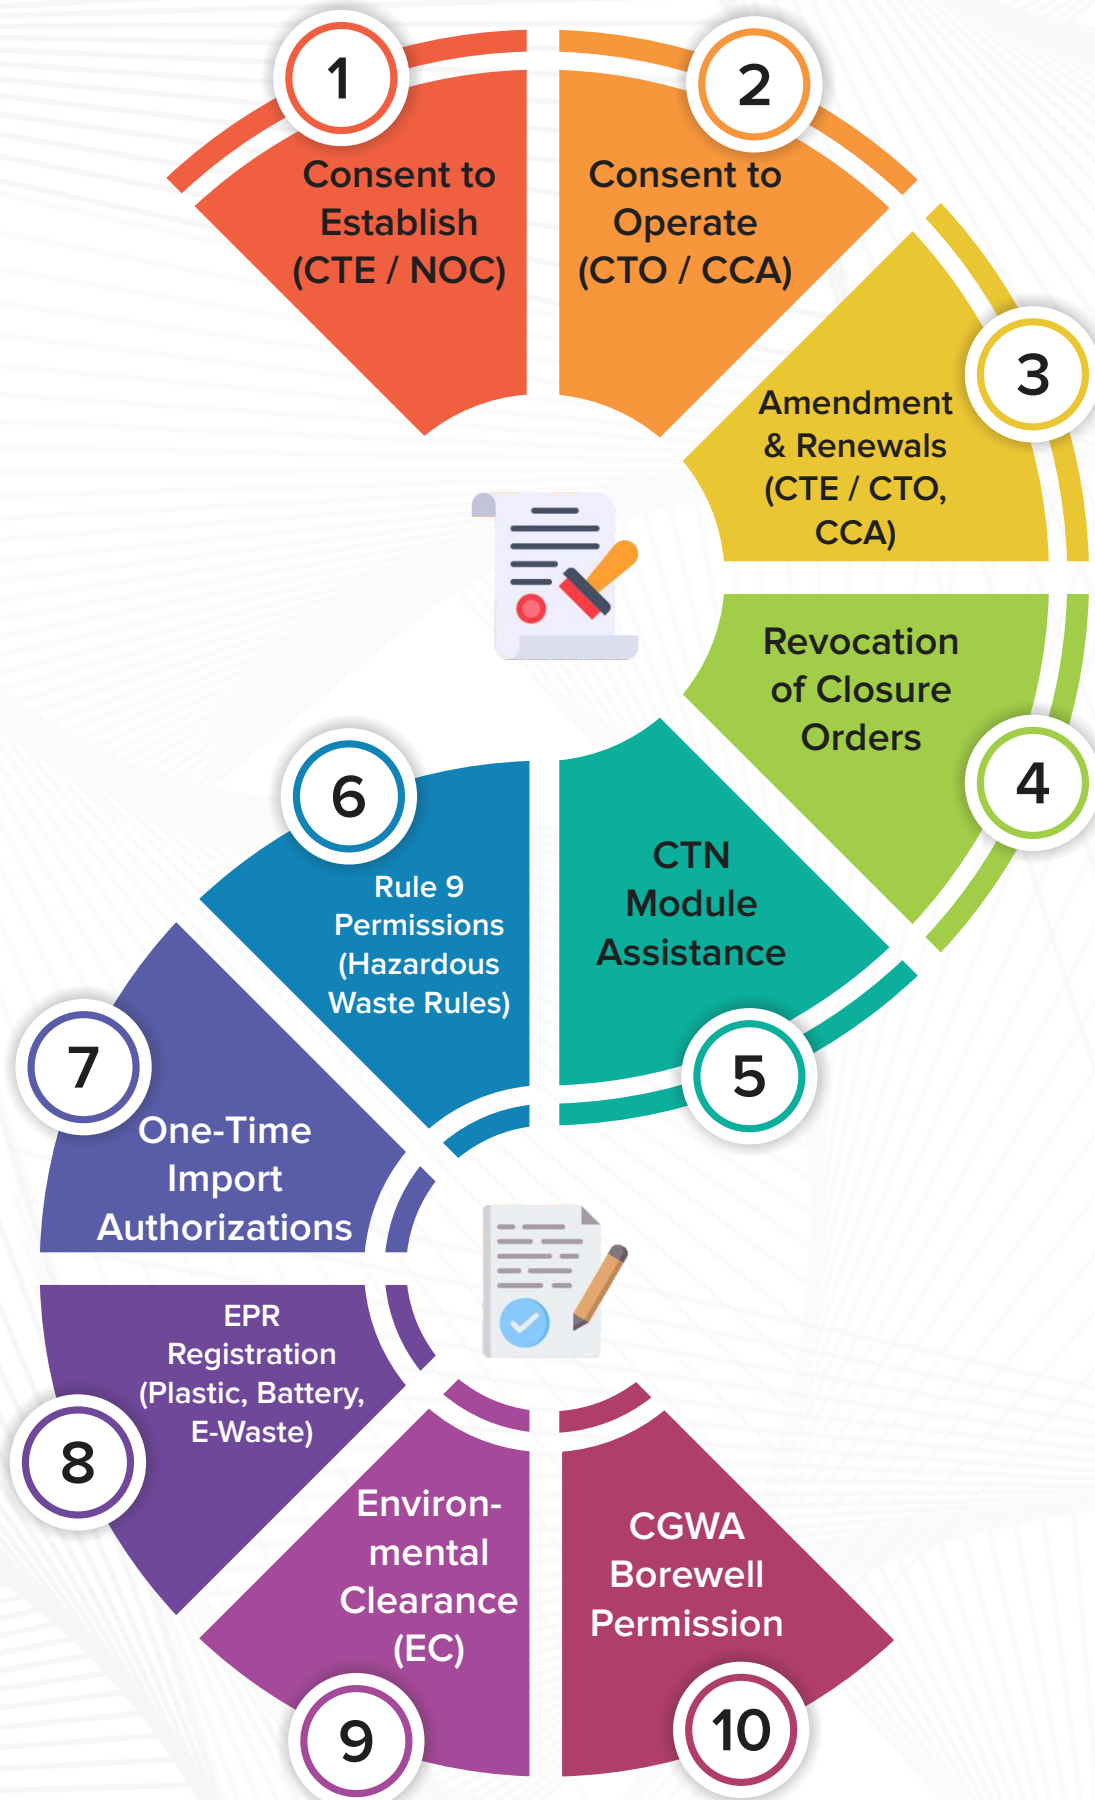 1
Consent to
Establish
(CTE / NOC)
2
Consent to
Operate
(CTO / CCA)
3
Amendment
& Renewals
(CTE / CTO,
CCA)
4
Revocation
of Closure
Orders
5
CTN
Module
Assistance
6
Rule 9
Permissions
(Hazardous
Waste Rules)
7
One-Time
Import
Authorizations
8
EPR
Registration
(Plastic, Battery,
E-Waste)
9
Environ-
mental
Clearance
(EC)
10
CGWA
Borewell
Permission